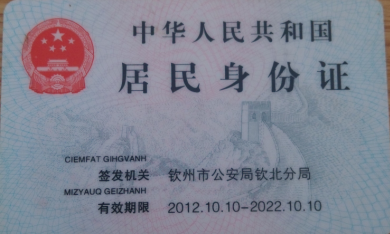 中华人民共和国
居民身份证
CIEMFAT GIHGVANH
签发机关 钦州市公安局钦北分局
MIZYAUQ GEIZHANH
有效期限 2012.10.10-2022.10.10